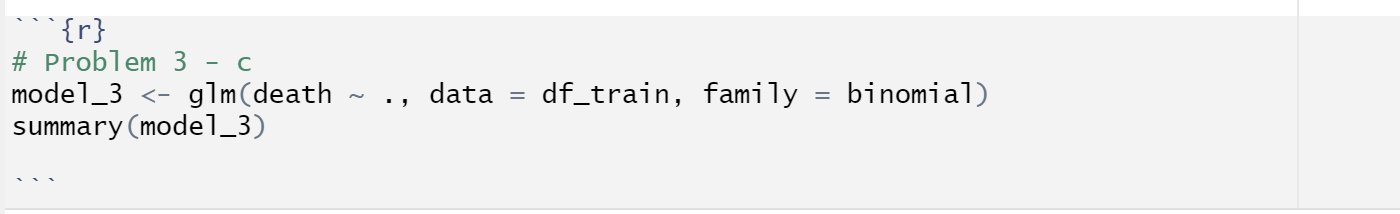 ```{r}
# Problem 3 - c
model_3 <- glm(death ~ ., data = df_train, family = binomial)
summary(model_3)
```